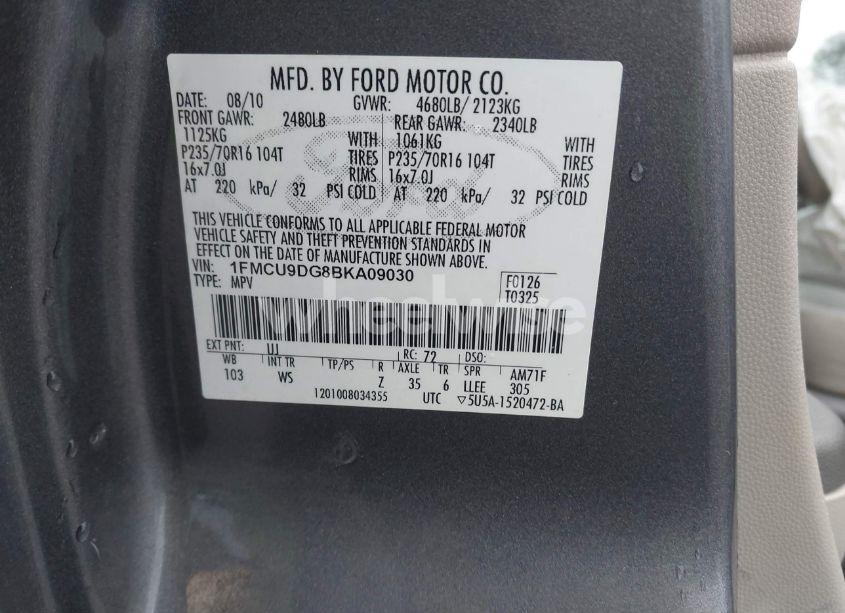 MFD. BY FORD MOTOR CO.
DATE: 08/10 GVWR: 4680LB/ 2123KG
FRONT GAWR: 2480LB REAR GAWR: 2340LB
1125KG WITH 1061KG WITH
P235/70R16 104T TIRES P235/70R16 104T TIRES
16x7.0J RIMS 16x7.0J RIMS
AT 220 kPa/ 32 PSI COLD AT 220 kPa/ 32 PSI COLD
THIS VEHICLE CONFORMS TO ALL APPLICABLE FEDERAL MOTOR
VEHICLE SAFETY AND THEFT PREVENTION STANDARDS IN
EFFECT ON THE DATE OF MANUFACTURE SHOWN ABOVE.
VIN: 1FMCU9DG8BKA09030 F0126
TYPE: MPV T0325
wheelwise
EXT PNT: UJ RC: 72 DSO:
WB INT TR TP/PS R AXLE TR SPR AM71F
103 WS Z 35 6 LLEE 305
1201008034355 UTC ▽5U5A-1520472-BA